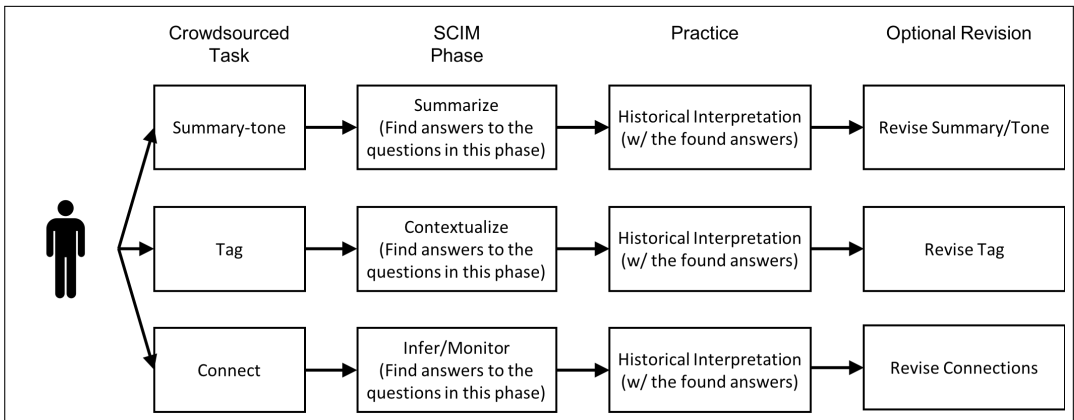 Crowdsourced
Task
SCIM
Phase
Practice
Optional Revision
Summary-tone
Summarize
(Find answers to the
questions in this phase)
Historical Interpretation
(w/ the found answers)
Revise Summary/Tone
Tag
Contextualize
(Find answers to the
questions in this phase)
Historical Interpretation
(w/ the found answers)
Revise Tag
Connect
Infer/Monitor
(Find answers to the
questions in this phase)
Historical Interpretation
(w/ the found answers)
Revise Connections